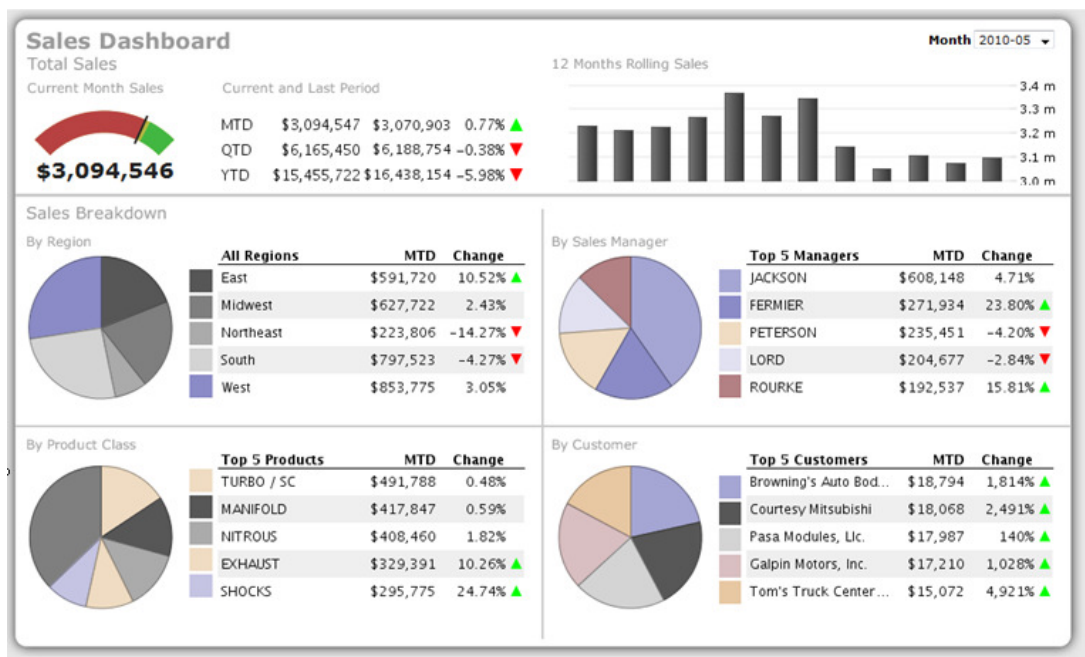 Sales Dashboard
Month 2010-05
Total Sales
12 Months Rolling Sales
Current Month Sales
Current and Last Period
$3,094,546
MTD $3,094,547 $3,070,903 0.77%
QTD $6,165,450 $6,188,754 -0.38%
YTD $15,455,722 $16,438,154 -5.98%
3.4 m
3.3 m
3.2 m
3.1 m
3.0 m
Sales Breakdown
By Region
All Regions MTD Change
East $591,720 10.52%
Midwest $627,722 2.43%
Northeast $223,806 -14.27%
South $797,523 -4.27%
West $853,775 3.05%
By Sales Manager
Top 5 Managers MTD Change
JACKSON $608,148 4.71%
FERMIER $271,934 23.80%
PETERSON $235,451 -4.20%
LORD $204,677 -2.84%
ROURKE $192,537 15.81%
By Product Class
Top 5 Products MTD Change
TURBO / SC $491,788 0.48%
MANIFOLD $417,847 0.59%
NITROUS $408,460 1.82%
EXHAUST $329,391 10.26%
SHOCKS $295,775 24.74%
By Customer
Top 5 Customers MTD Change
Browning's Auto Bod... $18,794 1,814%
Courtesy Mitsubishi $18,068 2,491%
Pasa Modules, Llc. $17,987 140%
Galpin Motors, Inc. $17,210 1,028%
Tom's Truck Center... $15,072 4,921%